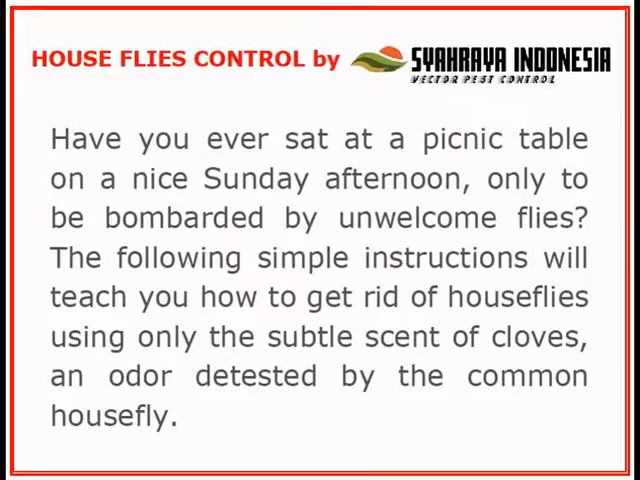 HOUSE FLIES CONTROL by SYAHRAYA INDONESIA
VECTOR PEST CONTROL
Have you ever sat at a picnic table
on a nice Sunday afternoon, only to
be bombarded by unwelcome flies?
The following simple instructions will
teach you how to get rid of houseflies
using only the subtle scent of cloves,
an odor detested by the common
housefly.